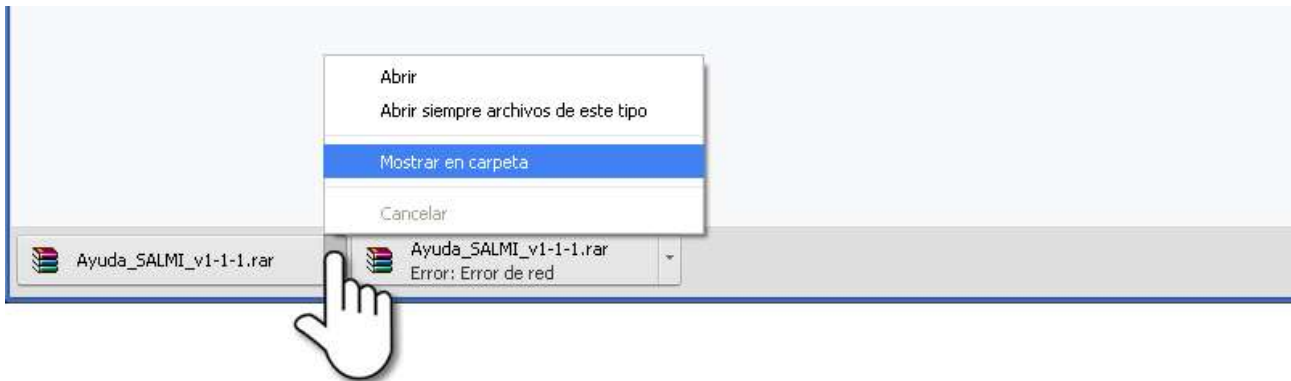 Abrir
Abrir siempre archivos de este tipo
Mostrar en carpeta
Cancelar
Ayuda_SALMI_v1-1-1.rar
Ayuda_SALMI_v1-1-1.rar
Error: Error de red